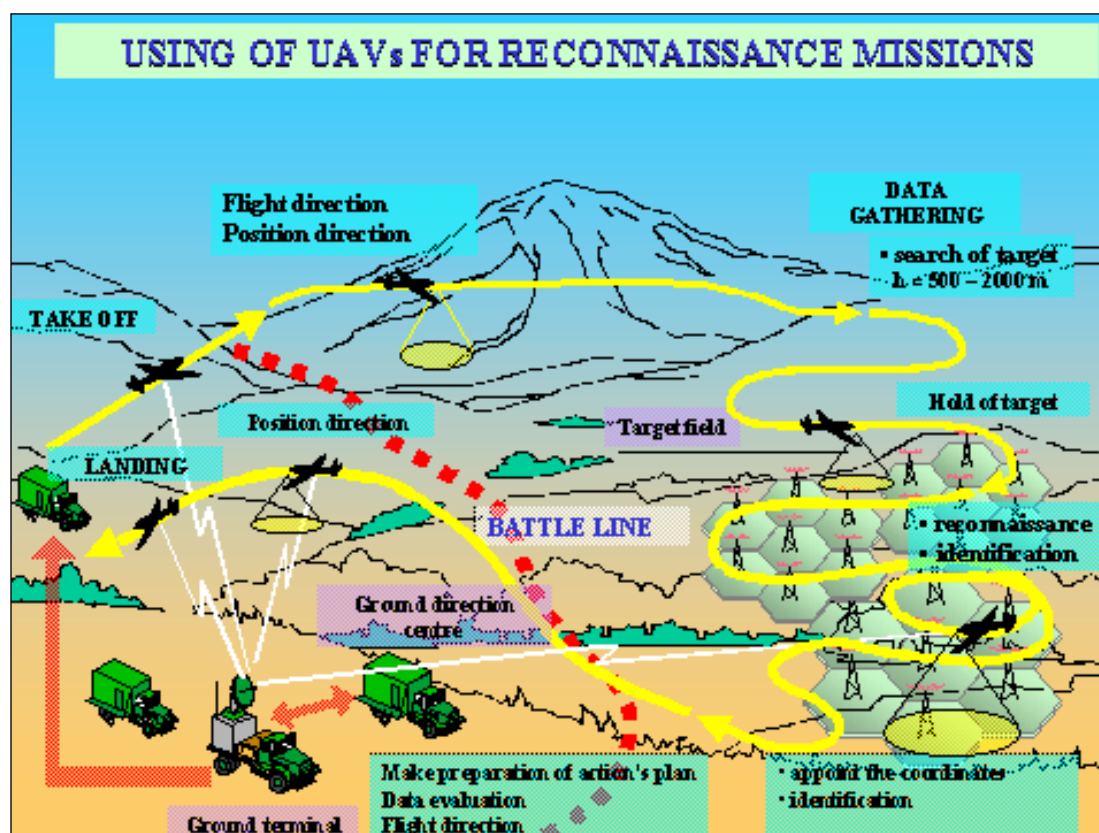 USING OF UAVs FOR RECONNAISSANCE MISSIONS
Flight direction
Position direction
DATA
GATHERING
• search of target
h = 500 – 2000 m
TAKE OFF
Hold of target
Position direction
Target field
LANDING
BATTLE LINE
• reconnaissance
• identification
Ground direction
centre
Make preparation of action's plan
Data evaluation
Flight direction
• appoint the coordinates
• identification
Ground terminal